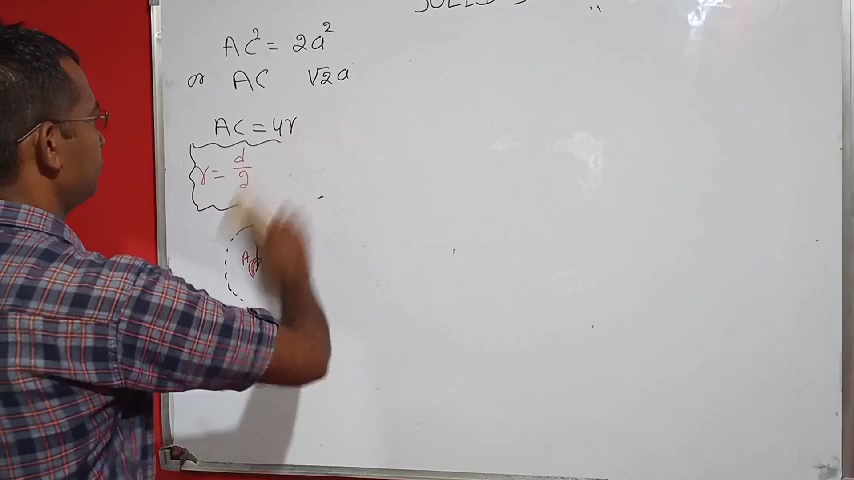 AC² = 2a²
or AC √2a
AC = 4r
r = d/2
A